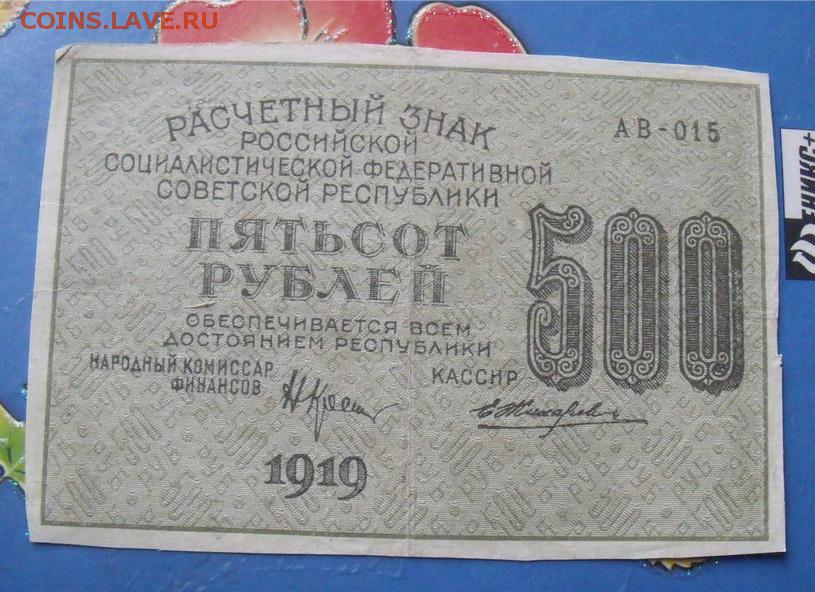 COINS.LAVE.RU
РАСЧЕТНЫЙ ЗНАК
АВ-015
РОССИЙСКОЙ
СОЦИАЛИСТИЧЕСКОЙ ФЕДЕРАТИВНОЙ
СОВЕТСКОЙ РЕСПУБЛИКИ
ПЯТЬСОТ
РУБЛЕЙ
500
ОБЕСПЕЧИВАЕТСЯ ВСЕМ
ДОСТОЯНИЕМ РЕСПУБЛИКИ
НАРОДНЫЙ КОМИССАР
ФИНАНСОВ
КАССИР
1919
ЕНИКС+